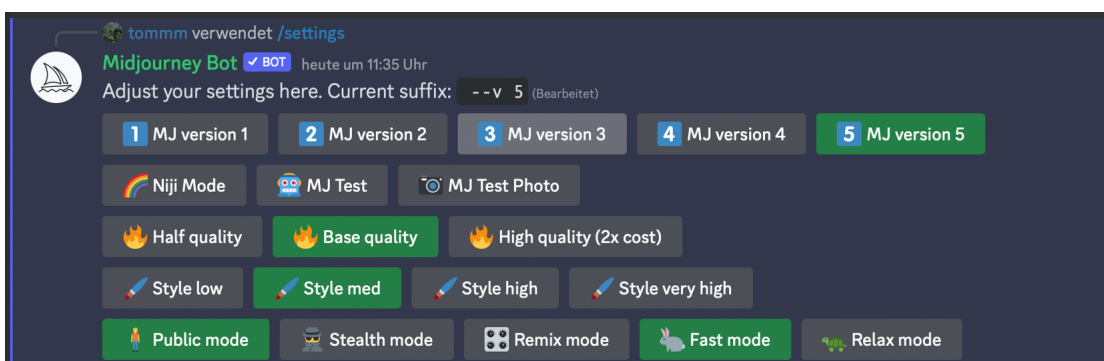 tommm verwendet /settings
Midjourney Bot ✓ BOT heute um 11:35 Uhr
Adjust your settings here. Current suffix: --v 5 (Bearbeitet)
1 MJ version 1 2 MJ version 2 3 MJ version 3 4 MJ version 4 5 MJ version 5
Niji Mode MJ Test MJ Test Photo
Half quality Base quality High quality (2x cost)
Style low Style med Style high Style very high
Public mode Stealth mode Remix mode Fast mode Relax mode